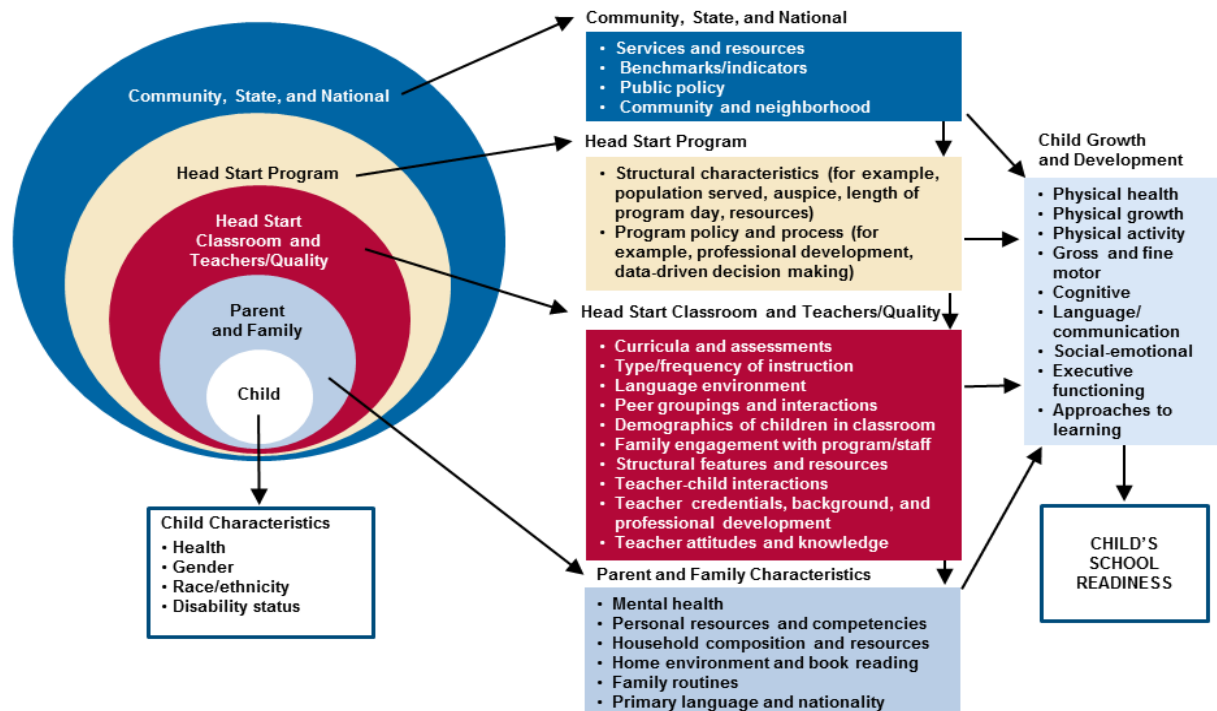 Community, State, and National
Head Start Program
Head Start
Classroom and
Teachers/Quality
Parent
and Family
Child
Child Characteristics
• Health
• Gender
• Race/ethnicity
• Disability status
Community, State, and National
• Services and resources
• Benchmarks/indicators
• Public policy
• Community and neighborhood
Head Start Program
• Structural characteristics (for example,
population served, auspice, length of
program day, resources)
• Program policy and process (for
example, professional development,
data-driven decision making)
Head Start Classroom and Teachers/Quality
• Curricula and assessments
• Type/frequency of instruction
• Language environment
• Peer groupings and interactions
• Demographics of children in classroom
• Family engagement with program/staff
• Structural features and resources
• Teacher-child interactions
• Teacher credentials, background, and
professional development
• Teacher attitudes and knowledge
Parent and Family Characteristics
• Mental health
• Personal resources and competencies
• Household composition and resources
• Home environment and book reading
• Family routines
• Primary language and nationality
Child Growth
and Development
• Physical health
• Physical growth
• Physical activity
• Gross and fine
motor
• Cognitive
• Language/
communication
• Social-emotional
• Executive
functioning
• Approaches to
learning
CHILD'S
SCHOOL
READINESS